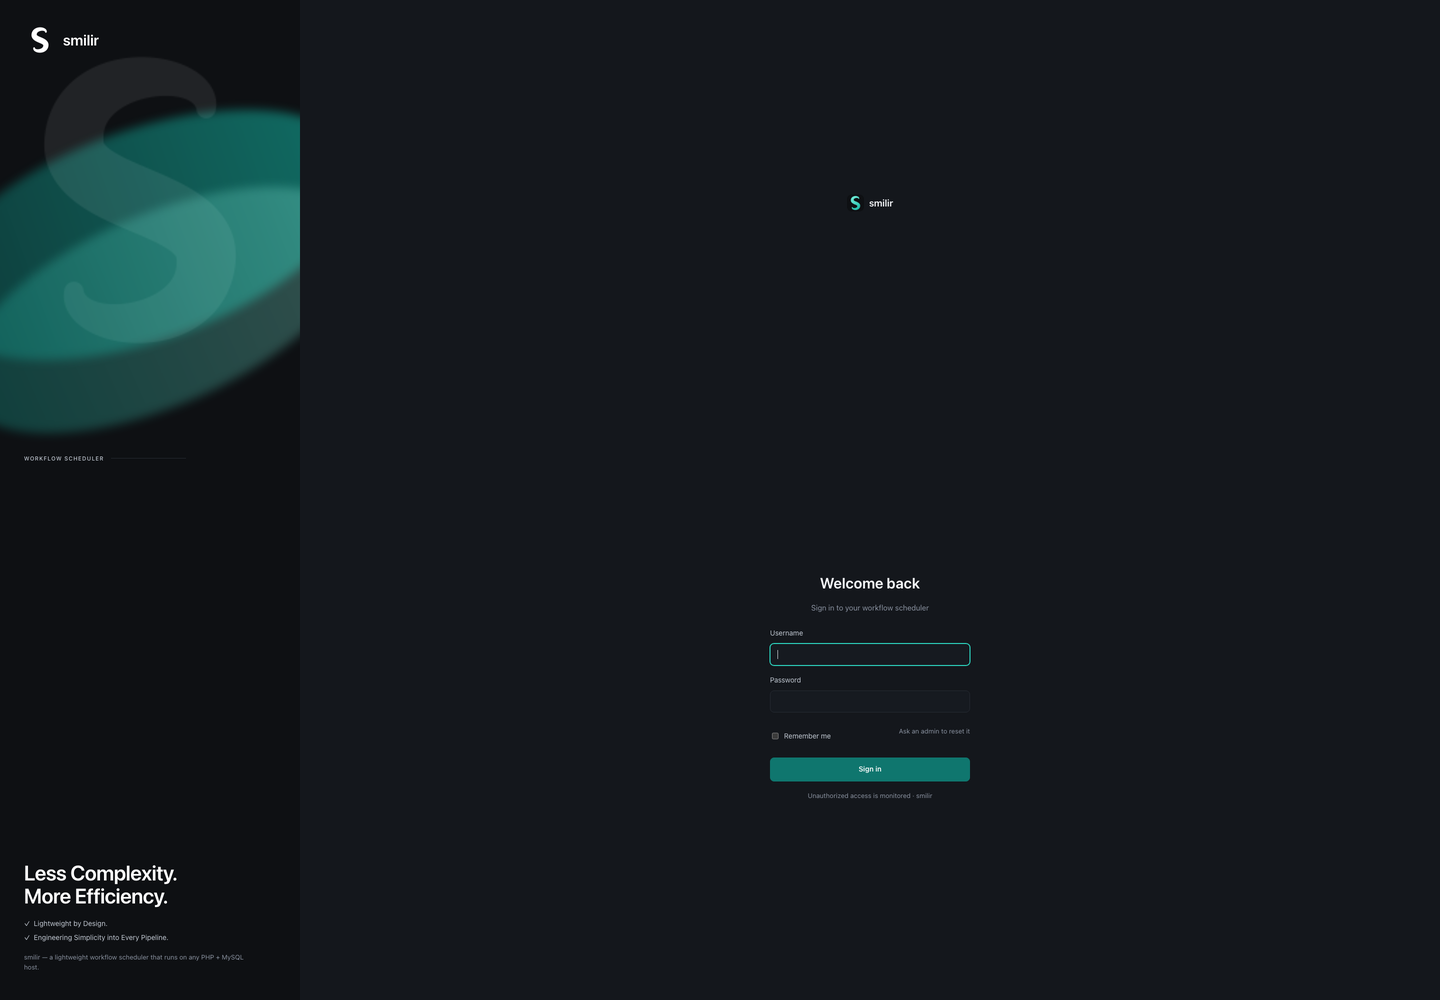 smilir
WORKFLOW SCHEDULER
Less Complexity.
More Efficiency.
✓ Lightweight by Design.
✓ Engineering Simplicity into Every Pipeline.
smilir — a lightweight workflow scheduler that runs on any PHP + MySQL
host.
smilir
Welcome back
Sign in to your workflow scheduler
Username
Password
Remember me
Ask an admin to reset it
Sign in
Unauthorized access is monitored · smilir